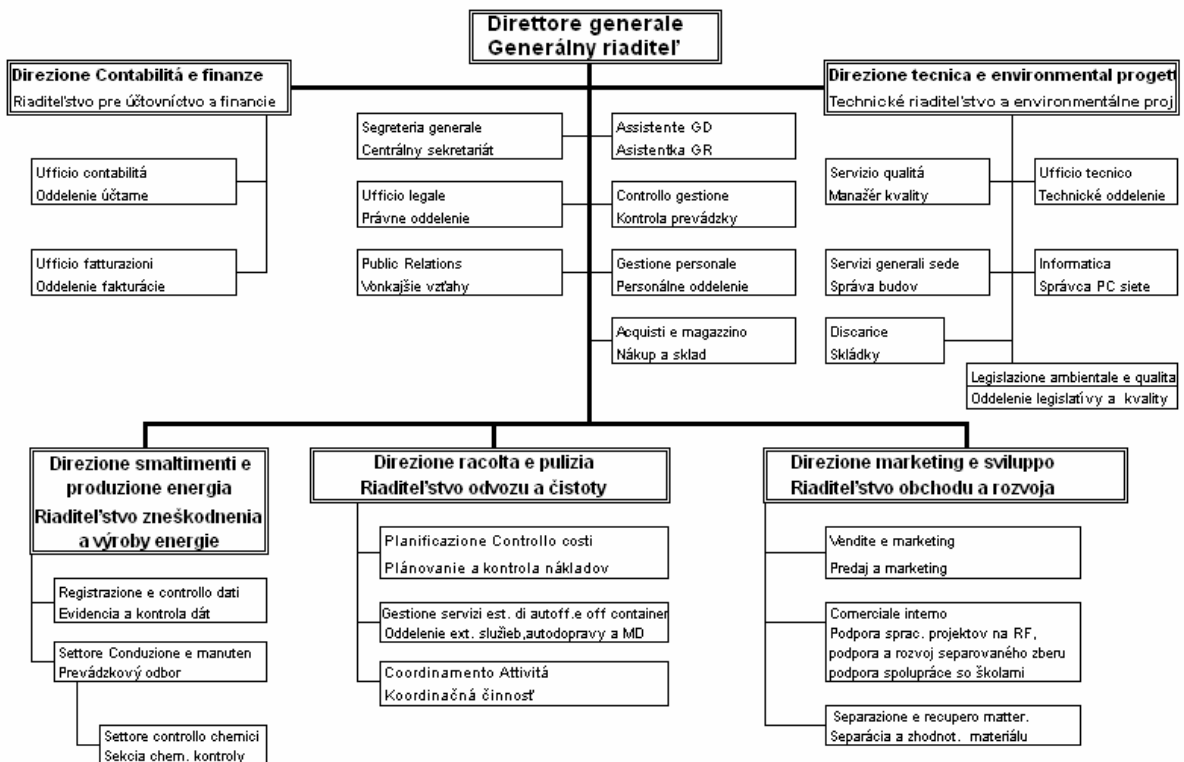 Direttore generale
Generálny riaditeľ
Direzione Contabilitá e finanze
Riaditeľstvo pre účtovníctvo a financie
Direzione tecnica e environmental progett
Technické riaditeľstvo a environmentálne proj
Segreteria generale
Centrálny sekretariát
Assistente GD
Asistentka GR
Ufficio contabilitá
Oddelenie účtarne
Ufficio legale
Právne oddelenie
Controllo gestione
Kontrola prevádzky
Servizio qualitá
Manažér kvality
Ufficio tecnico
Technické oddelenie
Ufficio fatturazioni
Oddelenie fakturácie
Public Relations
Vonkajšie vzťahy
Gestione personale
Personálne oddelenie
Servizi generali sede
Správa budov
Informatica
Správca PC siete
Acquisti e magazzino
Nákup a sklad
Discarice
Skládky
Legislazione ambientale e qualita
Oddelenie legislatívy a kvality
Direzione smaltimenti e
produzione energia
Riaditeľstvo zneškodnenia
a výroby energie
Direzione racolta e pulizia
Riaditeľstvo odvozu a čistoty
Direzione marketing e sviluppo
Riaditeľstvo obchodu a rozvoja
Registrazione e controllo dati
Evidencia a kontrola dát
Settore Conduzione e manuten
Prevádzkový odbor
Settore controllo chemici
Sekcia chem. kontroly
Planificazione Controllo costi
Plánovanie a kontrola nákladov
Gestione servizi est. di autoff.e off container
Oddelenie ext. služieb,autodopravy a MD
Coordinamento Attivitá
Koordinačná činnosť
Vendite e marketing
Predaj a marketing
Comerciale interno
Podpora sprac. projektov na RF,
podpora a rozvoj separovaného zberu
podpora spolupráce so školami
Separazione e recupero matter.
Separácia a zhodnot. materiálu